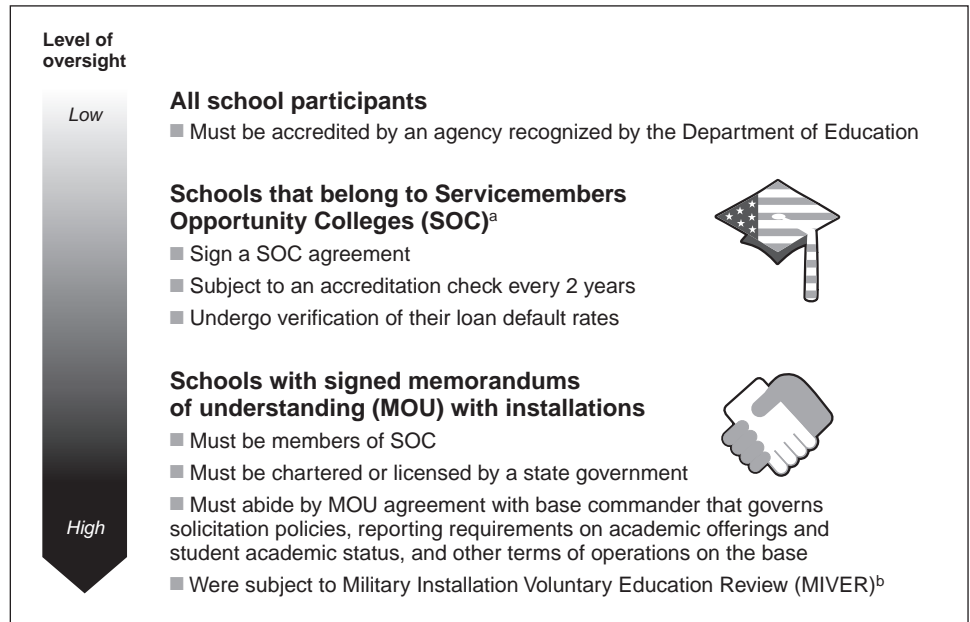 Level of
oversight
Low
All school participants
■ Must be accredited by an agency recognized by the Department of Education
Schools that belong to Servicemembers
Opportunity Colleges (SOC)a
■ Sign a SOC agreement
■ Subject to an accreditation check every 2 years
■ Undergo verification of their loan default rates
Schools with signed memorandums
of understanding (MOU) with installations
■ Must be members of SOC
■ Must be chartered or licensed by a state government
■ Must abide by MOU agreement with base commander that governs
solicitation policies, reporting requirements on academic offerings and
student academic status, and other terms of operations on the base
High
■ Were subject to Military Installation Voluntary Education Review (MIVER)b